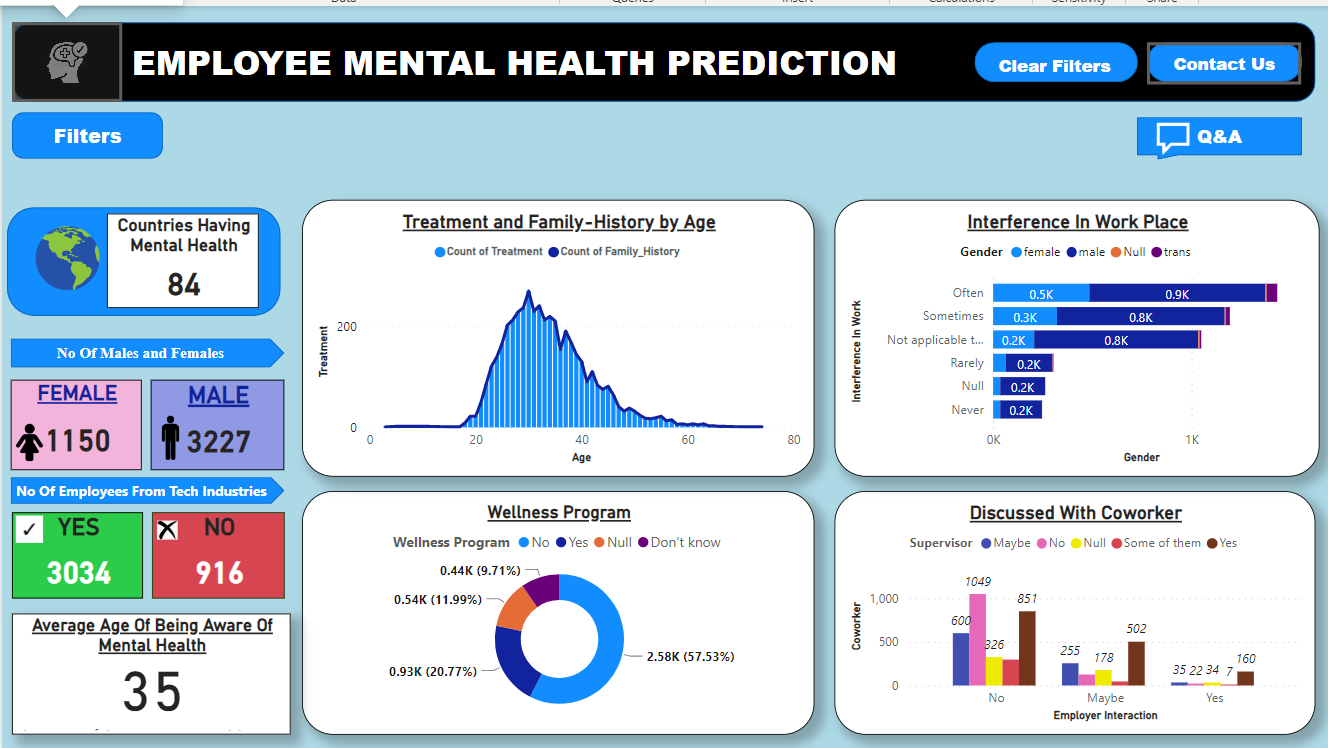 Data
Queries
Insert
Calculations
Sensitivity
Share
EMPLOYEE MENTAL HEALTH PREDICTION
Clear Filters
Contact Us
Filters
Q&A
Countries Having
Mental Health
84
No Of Males and Females
FEMALE
1150
MALE
3227
No Of Employees From Tech Industries
✓ YES
3034
X NO
916
Average Age Of Being Aware Of
Mental Health
35
Treatment and Family-History by Age
Count of Treatment Count of Family_History
Treatment
200
0
0 20 40 60 80
Age
Interference In Work Place
Gender female male Null trans
Interference In Work
Often 0.5K 0.9K
Sometimes 0.3K 0.8K
Not applicable t... 0.2K 0.8K
Rarely 0.2K
Null 0.2K
Never 0.2K
0K 1K
Gender
Wellness Program
Wellness Program No Yes Null Don't know
0.44K (9.71%)
0.54K (11.99%)
0.93K (20.77%)
2.58K (57.53%)
Discussed With Coworker
Supervisor Maybe No Null Some of them Yes
Coworker
1,000
500
0
600 1049 326 851
255 178 502
35 22 34 7 160
No Maybe Yes
Employer Interaction